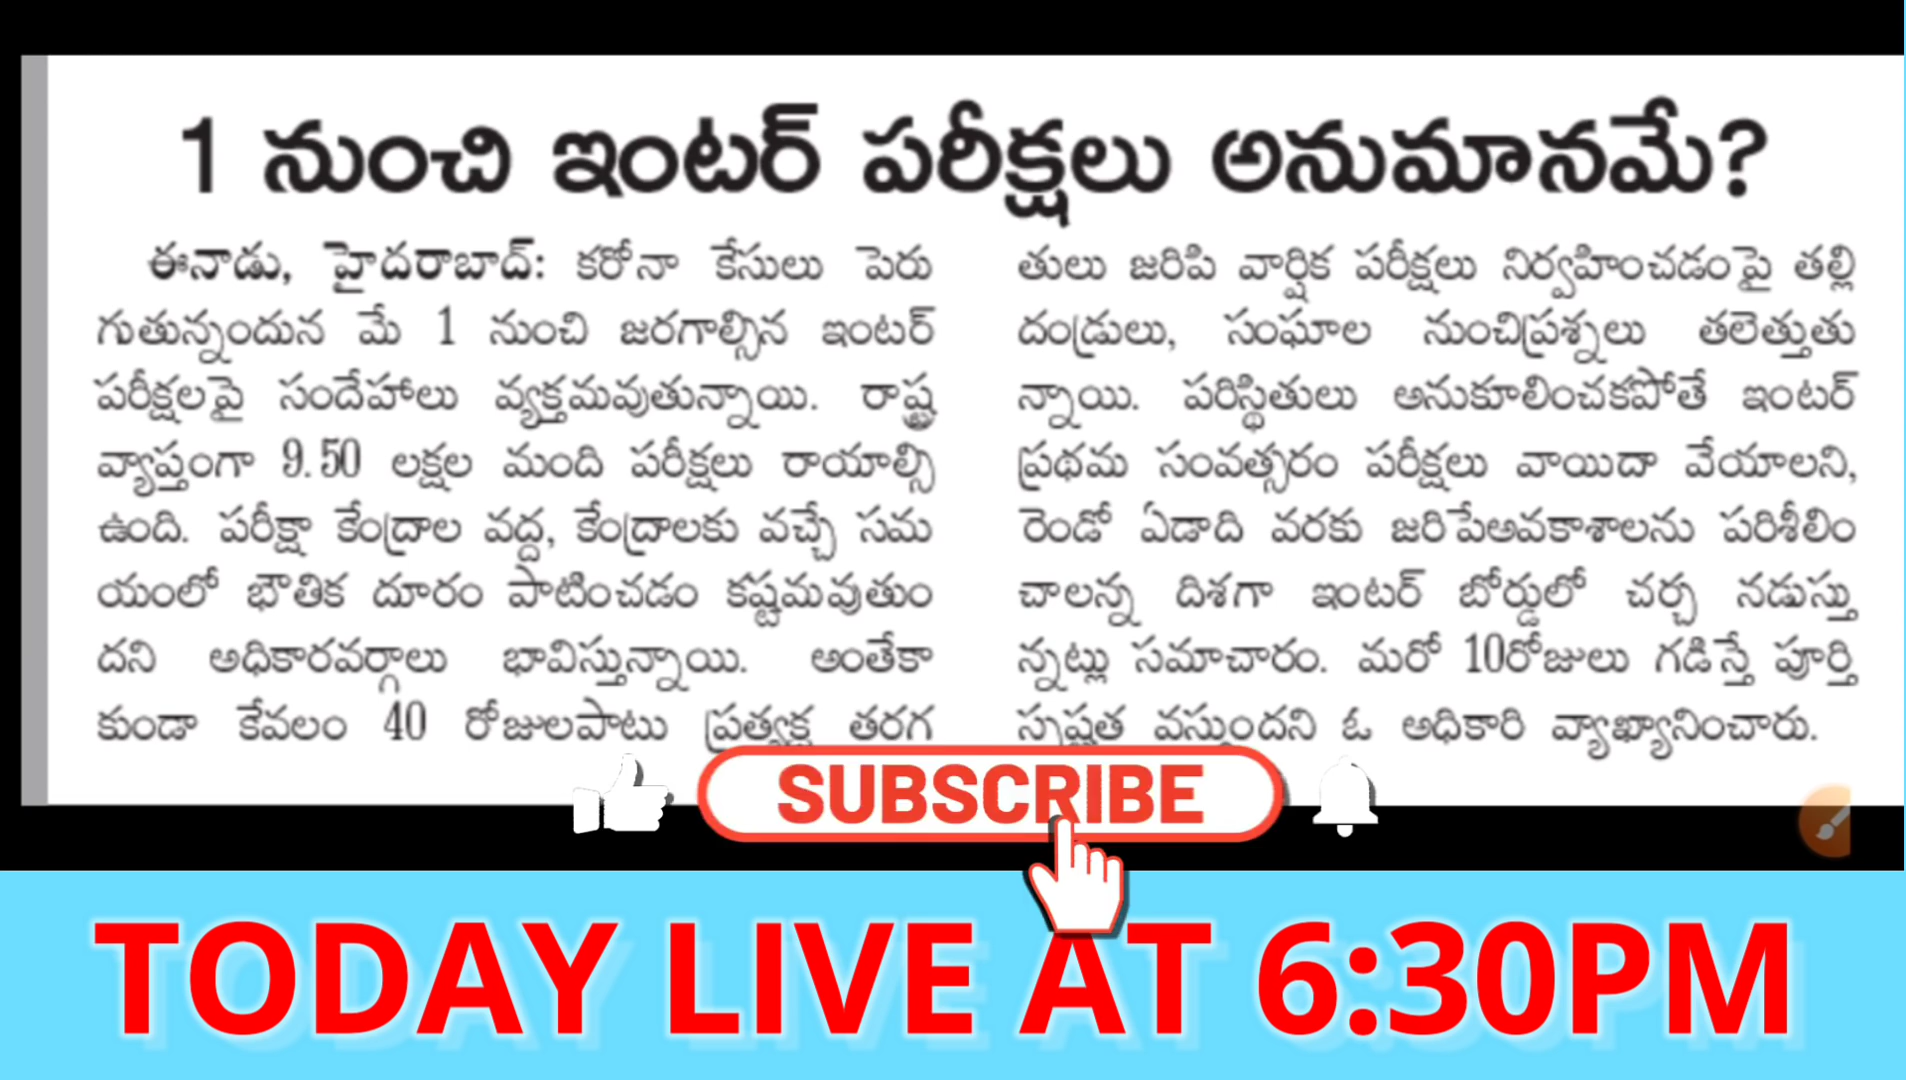 1 నుంచి ఇంటర్ పరీక్షలు అనుమానమే?
ఈనాడు, హైదరాబాద్: కరోనా కేసులు పెరు
గుతున్నందున మే 1 నుంచి జరగాల్సిన ఇంటర్
పరీక్షలపై సందేహాలు వ్యక్తమవుతున్నాయి. రాష్ట్ర
వ్యాప్తంగా 9.50 లక్షల మంది పరీక్షలు రాయాల్సి
ఉంది. పరీక్షా కేంద్రాల వద్ద, కేంద్రాలకు వచ్చే సమ
యంలో భౌతిక దూరం పాటించడం కష్టమవుతుం
దని అధికారవర్గాలు భావిస్తున్నాయి. అంతేకా
కుండా కేవలం 40 రోజులపాటు ప్రత్యక్ష తరగ
తులు జరిపి వార్షిక పరీక్షలు నిర్వహించడంపై తల్లి
దండ్రులు, సంఘాల నుంచిప్రశ్నలు తలెత్తుతు
న్నాయి. పరిస్థితులు అనుకూలించకపోతే ఇంటర్
ప్రథమ సంవత్సరం పరీక్షలు వాయిదా వేయాలని,
రెండో ఏడాది వరకు జరిపేఅవకాశాలను పరిశీలిం
చాలన్న దిశగా ఇంటర్ బోర్డులో చర్చ నడుస్తు
న్నట్లు సమాచారం. మరో 10రోజులు గడిస్తే పూర్తి
స్పష్టత వస్తుందని ఓ అధికారి వ్యాఖ్యానించారు.
SUBSCRIBE
TODAY LIVE AT 6:30PM